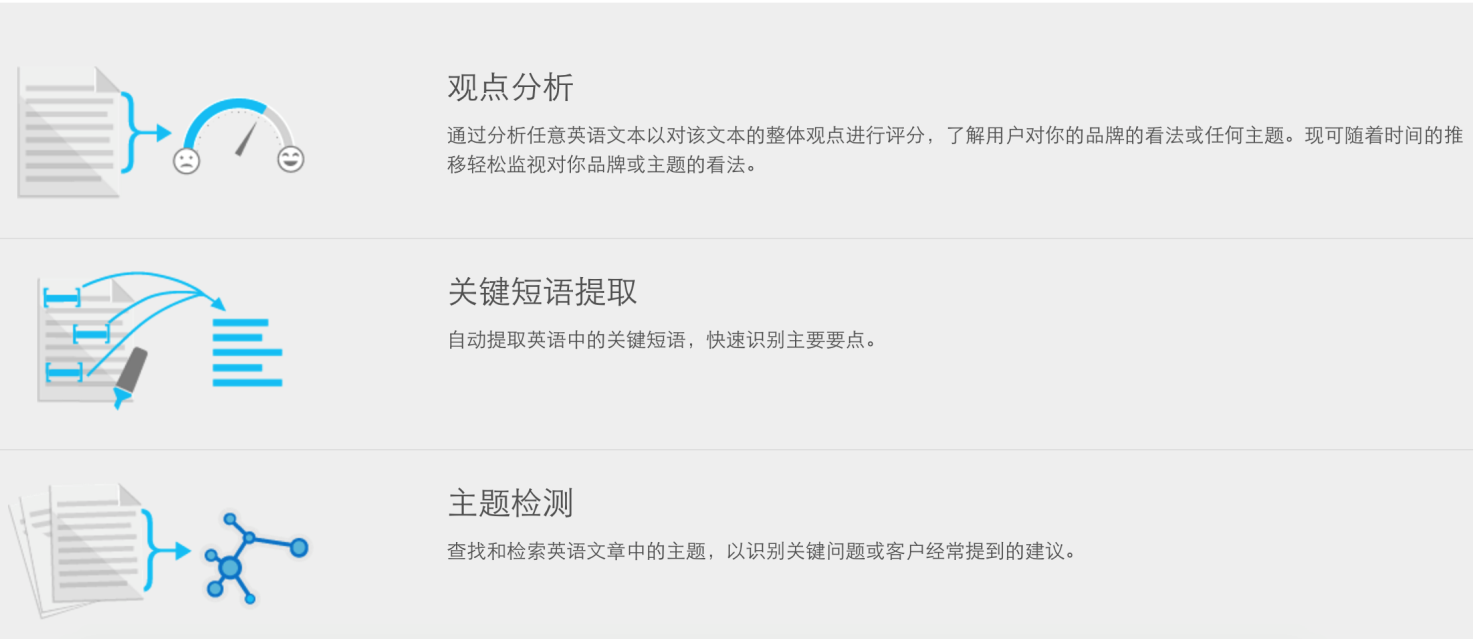 观点分析
通过分析任意英语文本以对该文本的整体观点进行评分，了解用户对你的品牌的看法或任何主题。现可随着时间的推
移轻松监视对你品牌或主题的看法。
关键短语提取
自动提取英语中的关键短语，快速识别主要要点。
主题检测
查找和检索英语文章中的主题，以识别关键问题或客户经常提到的建议。